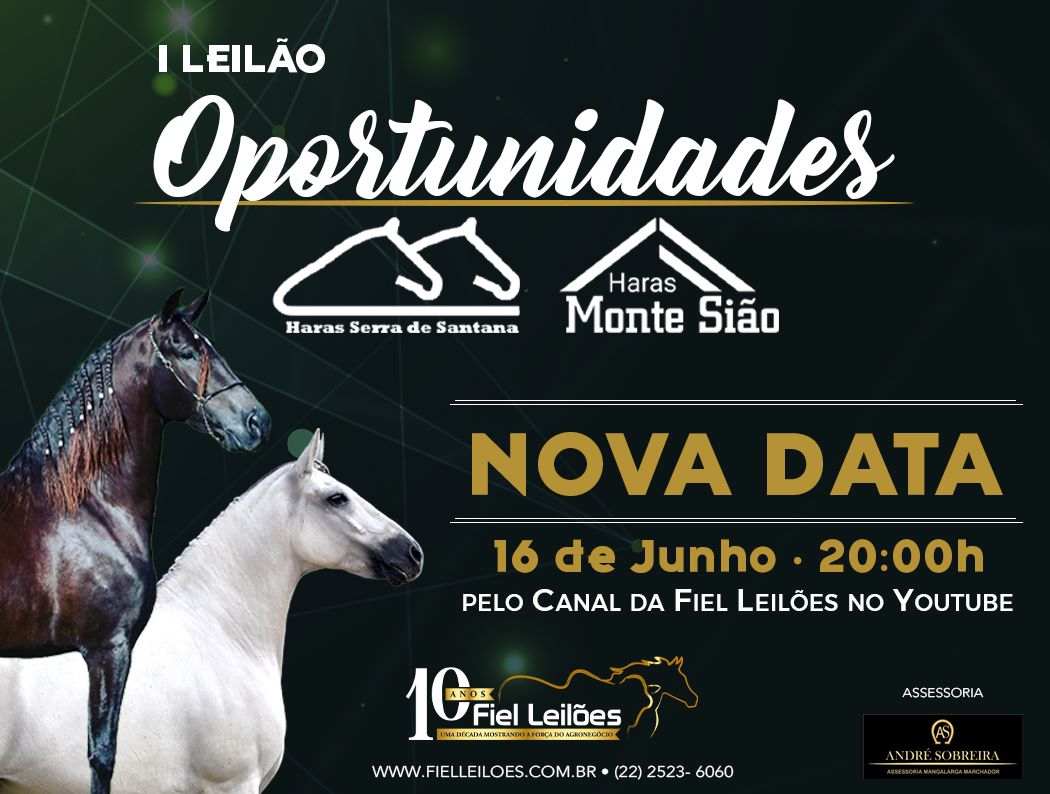 I LEILÃO
Oportunidades
Haras Serra de Santana
Haras
Monte Sião
NOVA DATA
16 de Junho • 20:00h
PELO CANAL DA FIEL LEILÕES NO YOUTUBE
10 ANOS
Fiel Leilões
UMA DÉCADA MOSTRANDO A FORÇA DO AGRONEGÓCIO
WWW.FIELLEILOES.COM.BR • (22) 2523- 6060
ASSESSORIA
AS
ANDRÉ SOBREIRA
ASSESSORIA MANGALARGA MARCHADOR